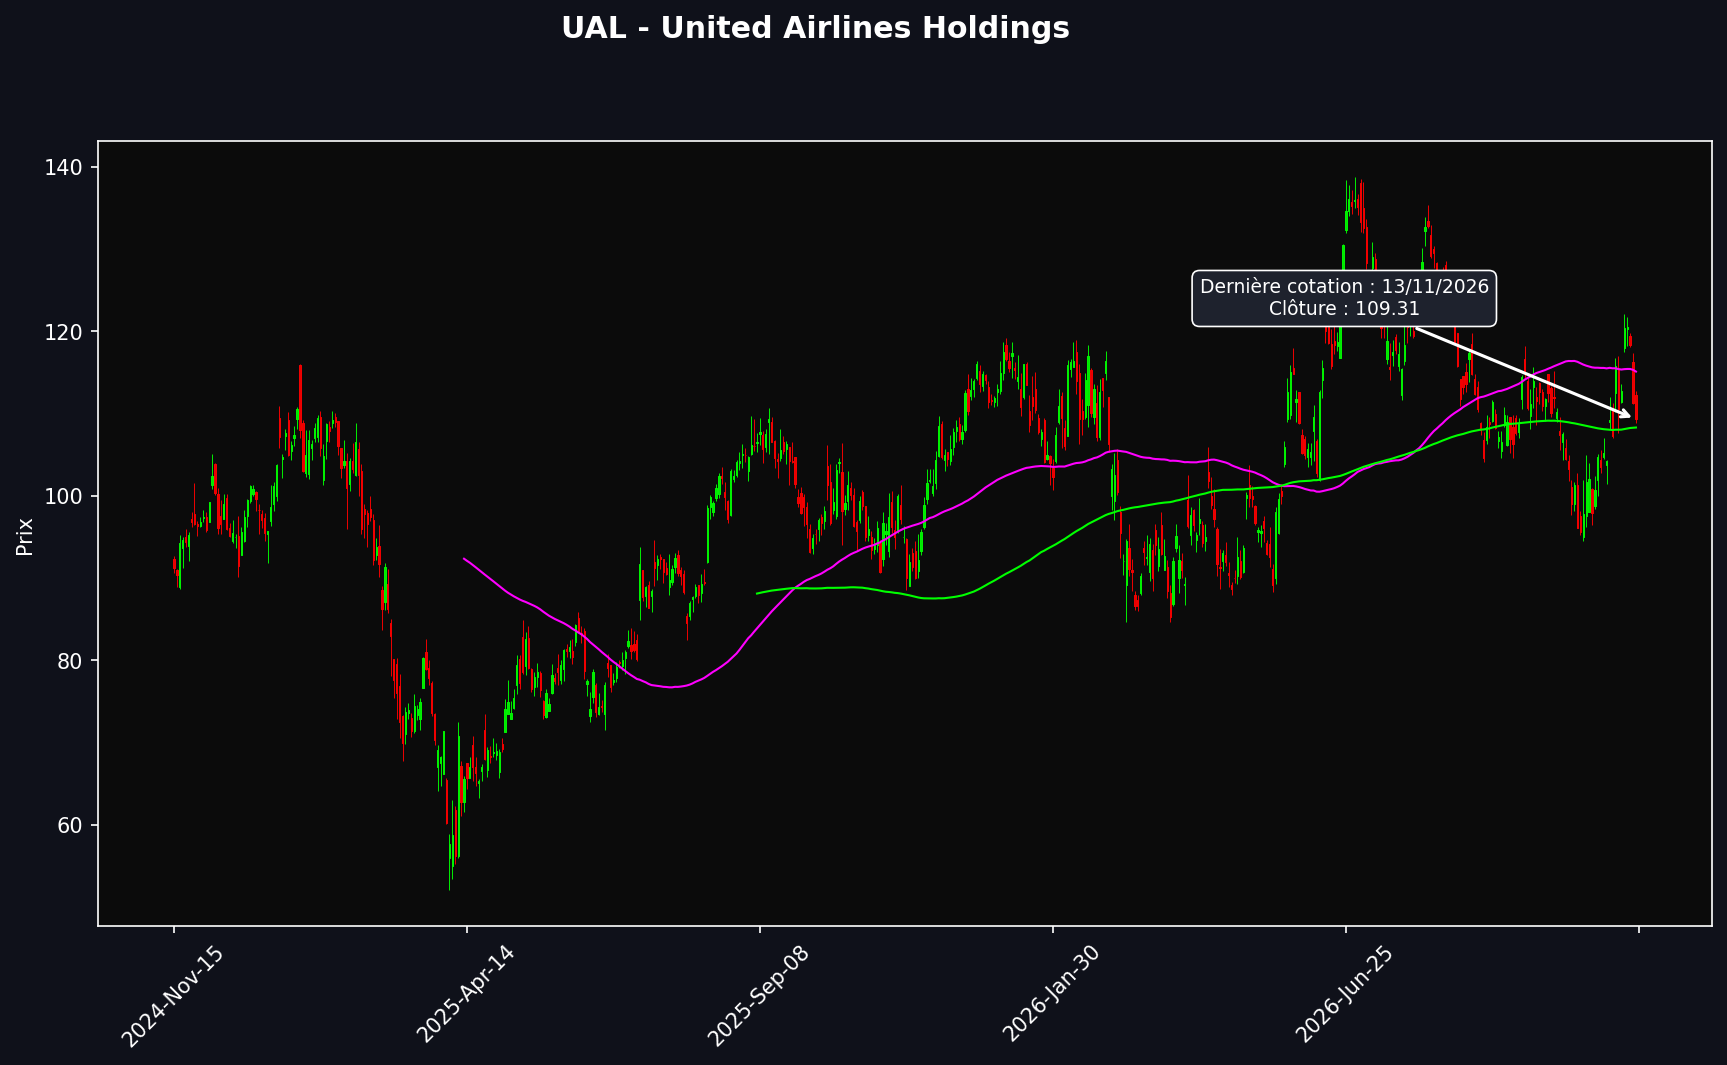 UAL - United Airlines Holdings
140
120
100
80
60
Prix
Dernière cotation : 13/11/2026
Clôture : 109.31
2024-Nov-15
2025-Apr-14
2025-Sep-08
2026-Jan-30
2026-Jun-25